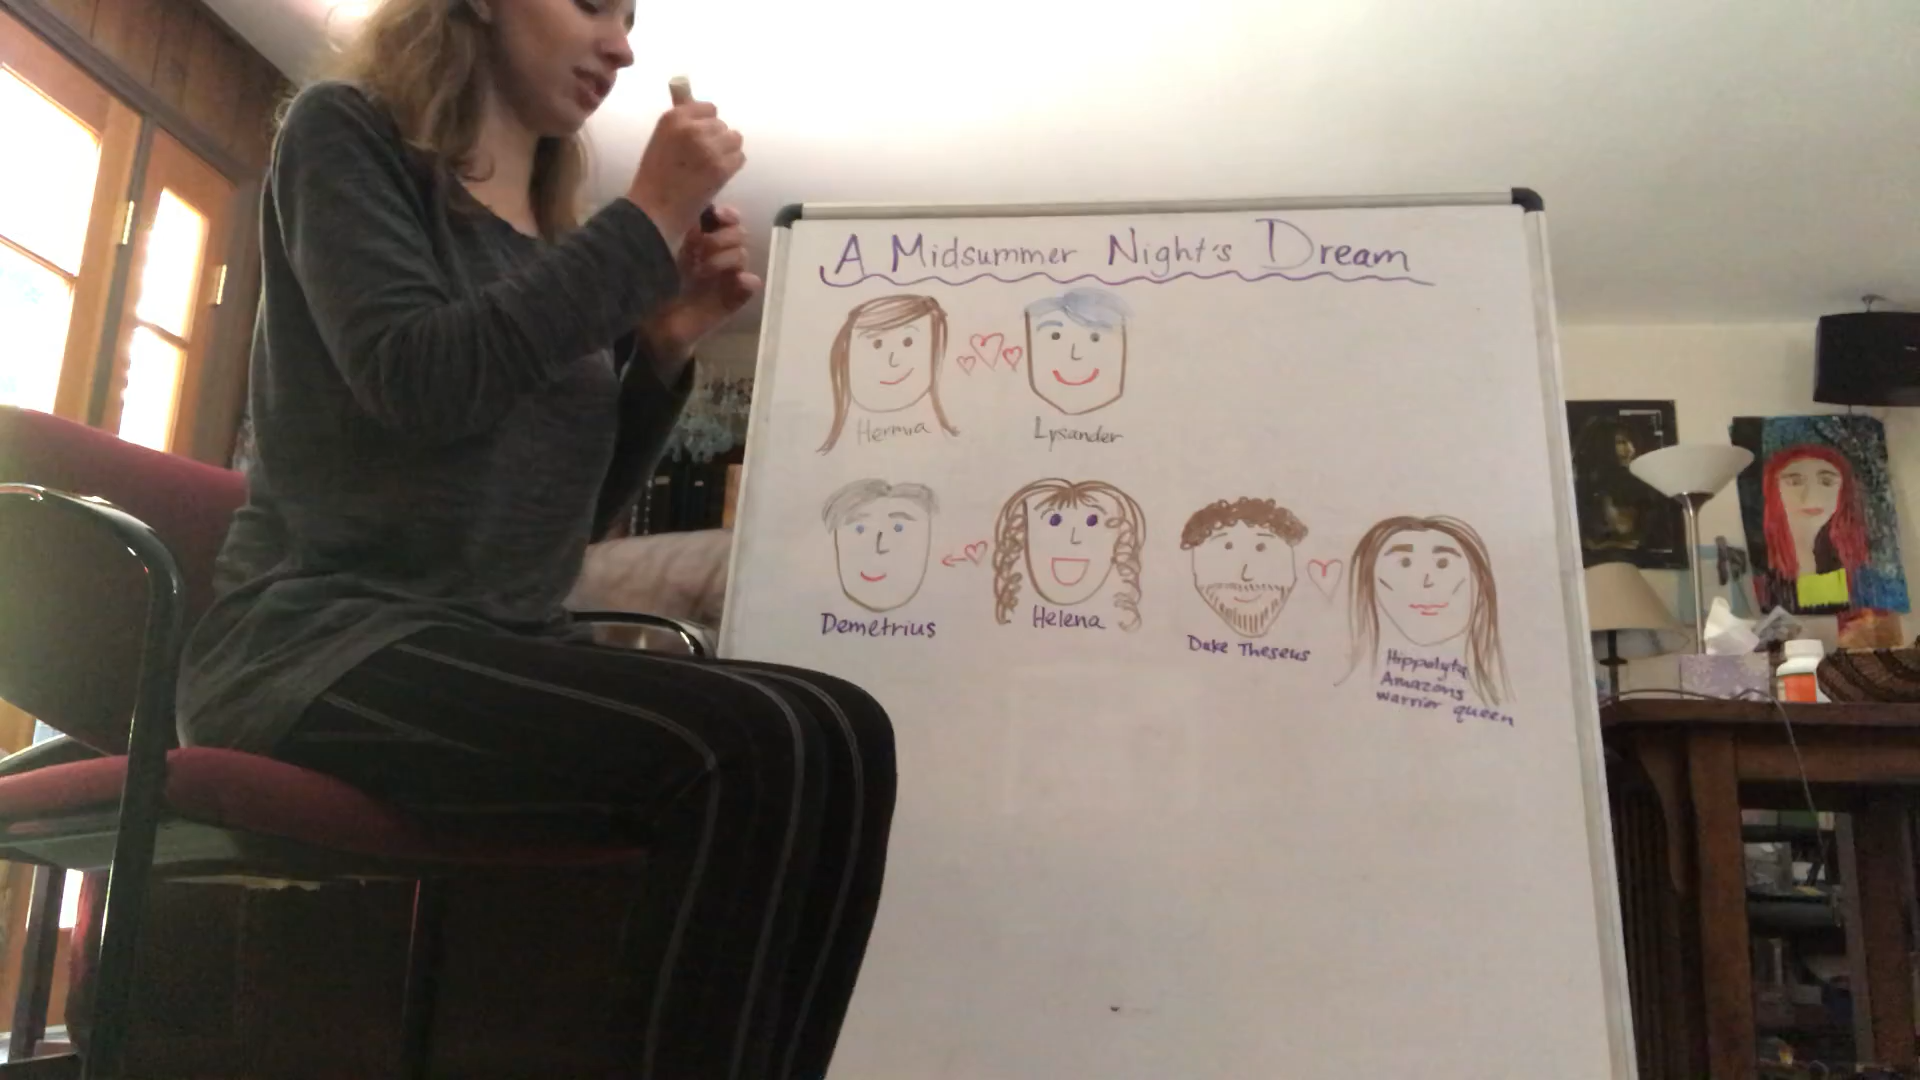 A Midsummer Night's Dream
Hermia
Lysander
Demetrius
Helena
Duke Theseus
Hippolyta
Amazons
warrior queen